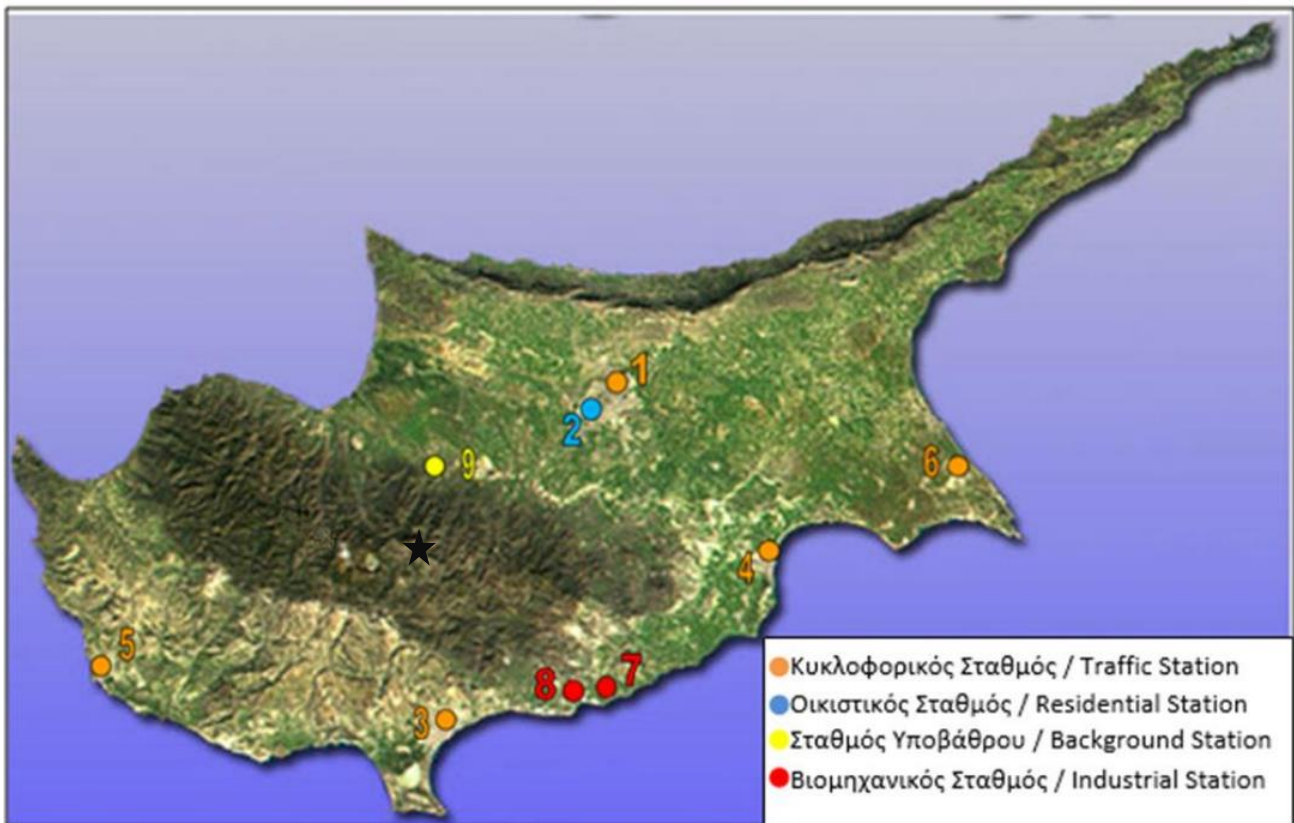 1
2
9
6
4
5
7
8
3
Κυκλοφορικός Σταθμός / Traffic Station
Οικιστικός Σταθμός / Residential Station
Σταθμός Υποβάθρου / Background Station
Βιομηχανικός Σταθμός / Industrial Station